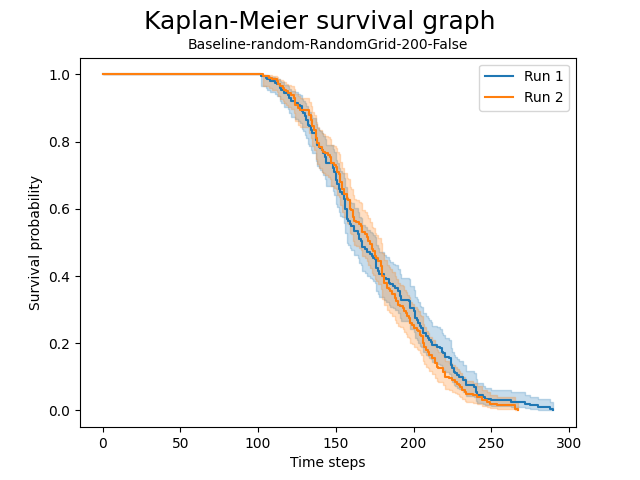 Kaplan-Meier survival graph
Baseline-random-RandomGrid-200-False
Run 1
Run 2
Survival probability
1.0
0.8
0.6
0.4
0.2
0.0
0 50 100 150 200 250 300
Time steps